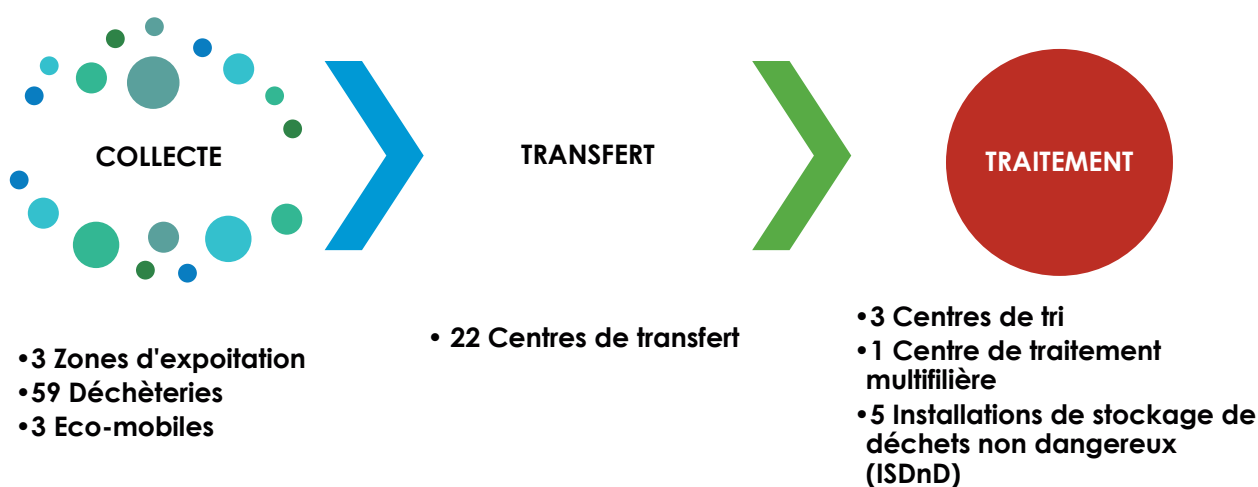 COLLECTE
•3 Zones d'expoitation
•59 Déchèteries
•3 Eco-mobiles
TRANSFERT
• 22 Centres de transfert
TRAITEMENT
•3 Centres de tri
•1 Centre de traitement
multifilière
•5 Installations de stockage de
déchets non dangereux
(ISDnD)